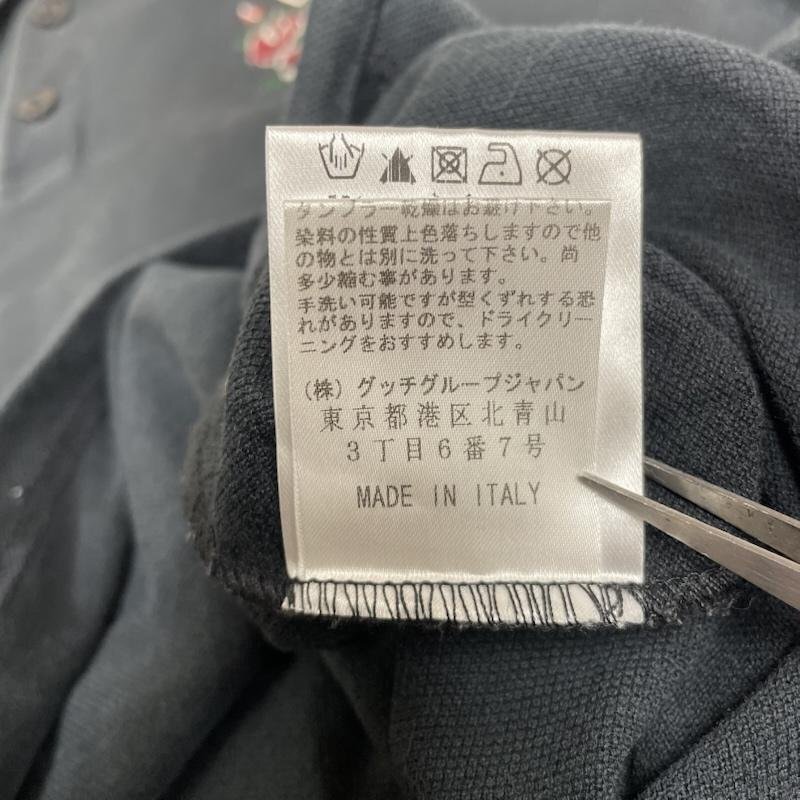 タンブラー乾燥はお避け下さい。
染料の性質上色落ちしますので他
の物とは別に洗って下さい。尚
多少縮む事があります。
手洗い可能ですが型くずれする恐
れがありますので、ドライクリー
ニングをおすすめします。
(株)グッチグループジャパン
東京都港区北青山
3丁目6番7号
MADE IN ITALY